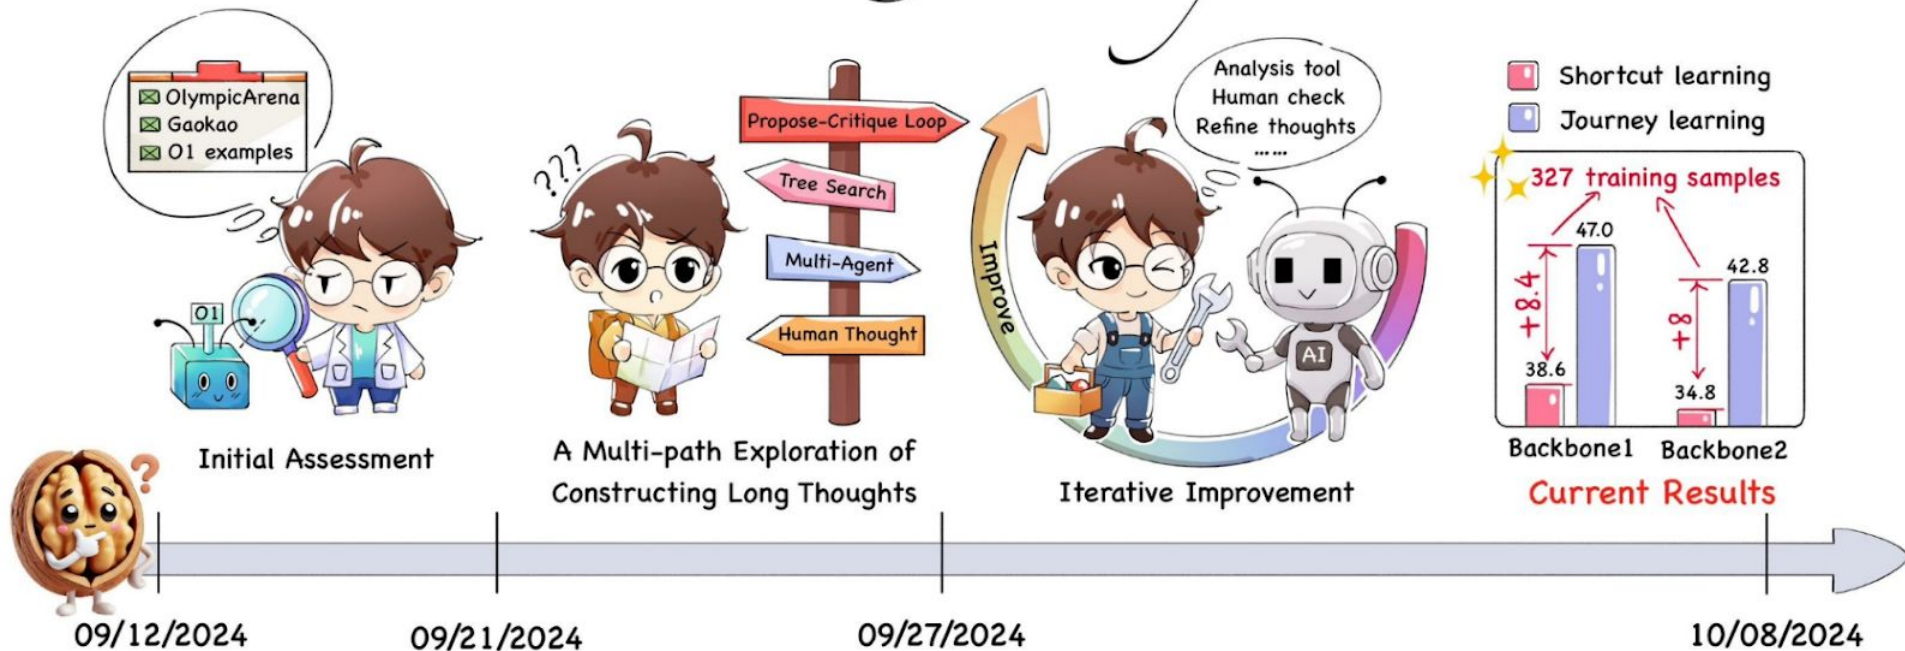 OlympicArena
Gaokao
O1 examples
O1
Initial Assessment
???
Propose-Critique Loop
Tree Search
Multi-Agent
Human Thought
A Multi-path Exploration of
Constructing Long Thoughts
Improve
Analysis tool
Human check
Refine thoughts
......
AI
Iterative Improvement
Shortcut learning
Journey learning
327 training samples
47.0
+8.4
38.6
42.8
+8
34.8
Backbone1 Backbone2
Current Results
?
09/12/2024 09/21/2024 09/27/2024 10/08/2024